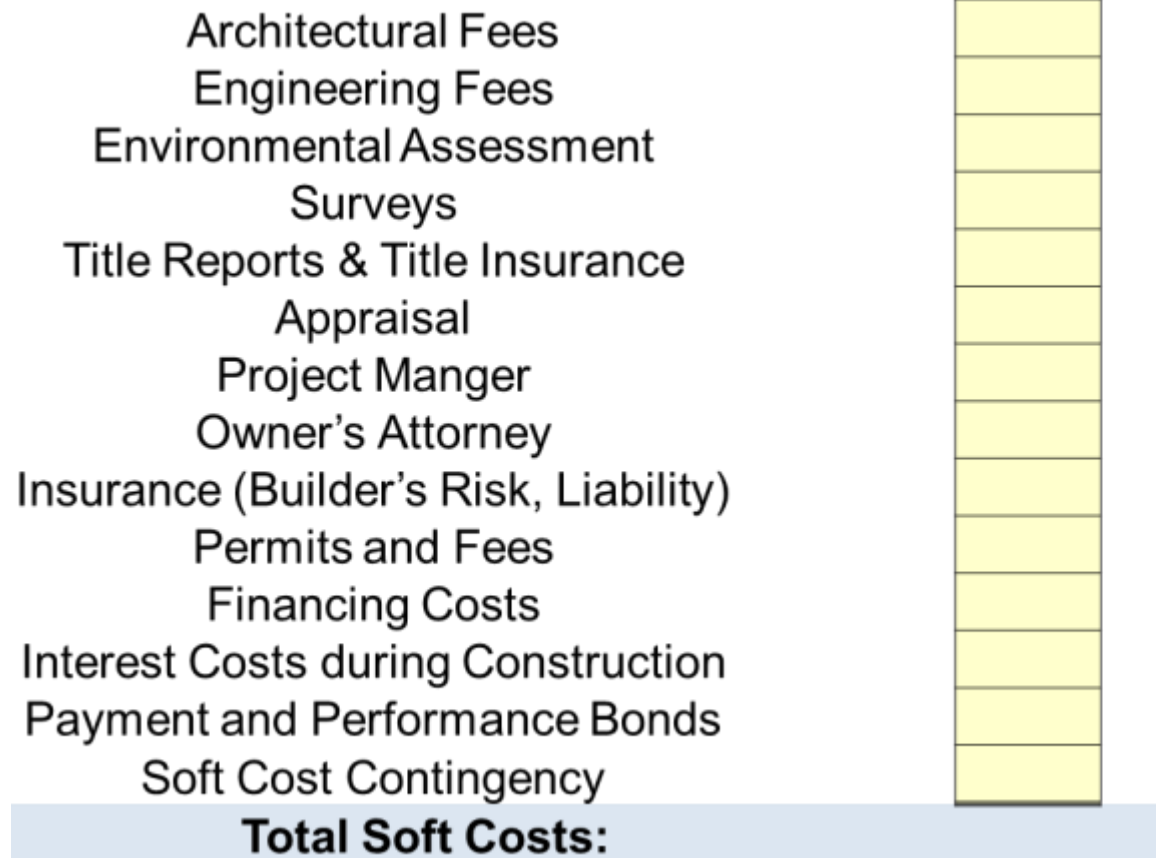 Architectural Fees
Engineering Fees
Environmental Assessment
Surveys
Title Reports & Title Insurance
Appraisal
Project Manger
Owner’s Attorney
Insurance (Builder’s Risk, Liability)
Permits and Fees
Financing Costs
Interest Costs during Construction
Payment and Performance Bonds
Soft Cost Contingency
Total Soft Costs: